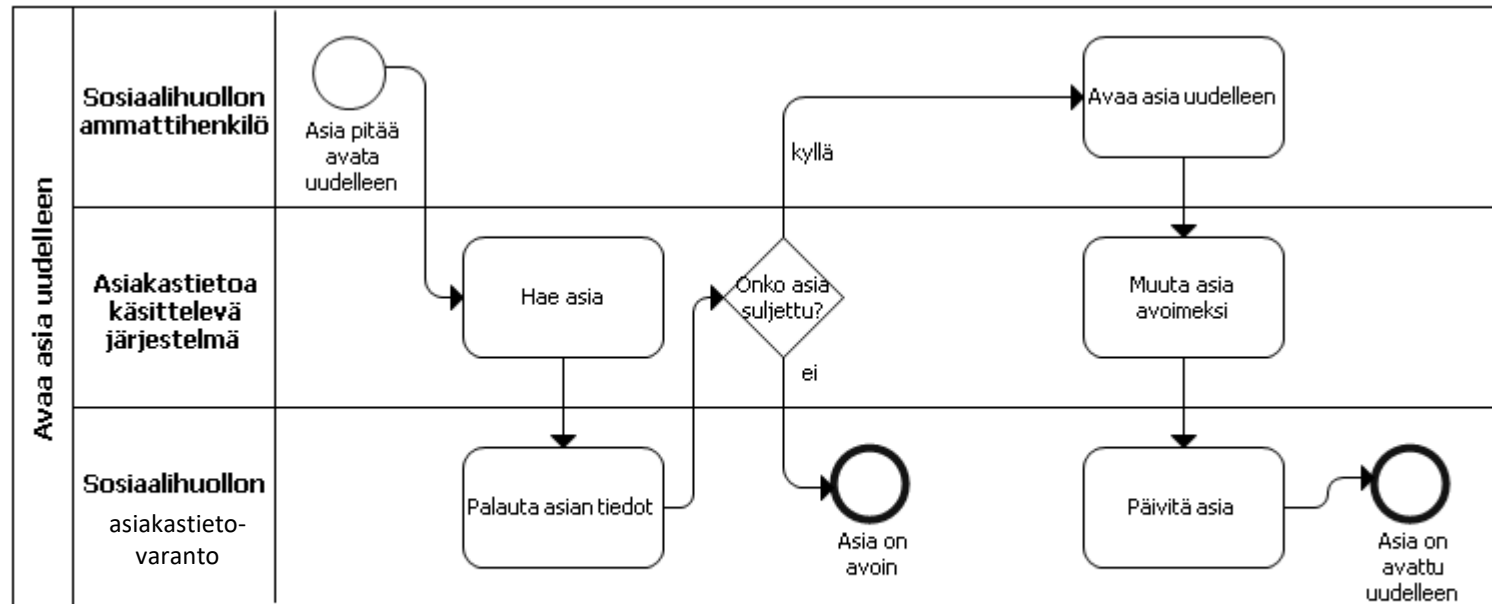 Avaa asia uudelleen
Sosiaalihuollon
ammattihenkilö
Asia pitää
avata
uudelleen
kyllä
Avaa asia uudelleen
Asiakastietoa
käsittelevä
järjestelmä
Hae asia
Onko asia
suljettu?
ei
Muuta asia
avoimeksi
Sosiaalihuollon
asiakastieto-
varanto
Palauta asian tiedot
Asia on
avoin
Päivitä asia
Asia on
avattu
uudelleen